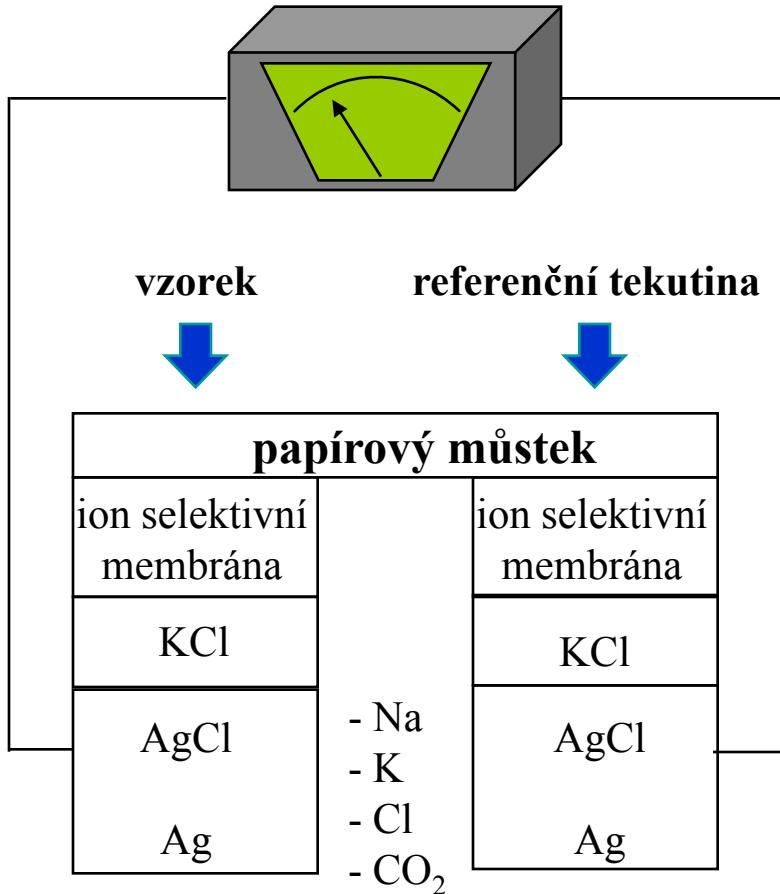 vzorek
referenční tekutina
papírový můstek
ion selektivní
membrána
KCl
AgCl
Ag
- Na
- K
- Cl
- CO₂
ion selektivní
membrána
KCl
AgCl
Ag